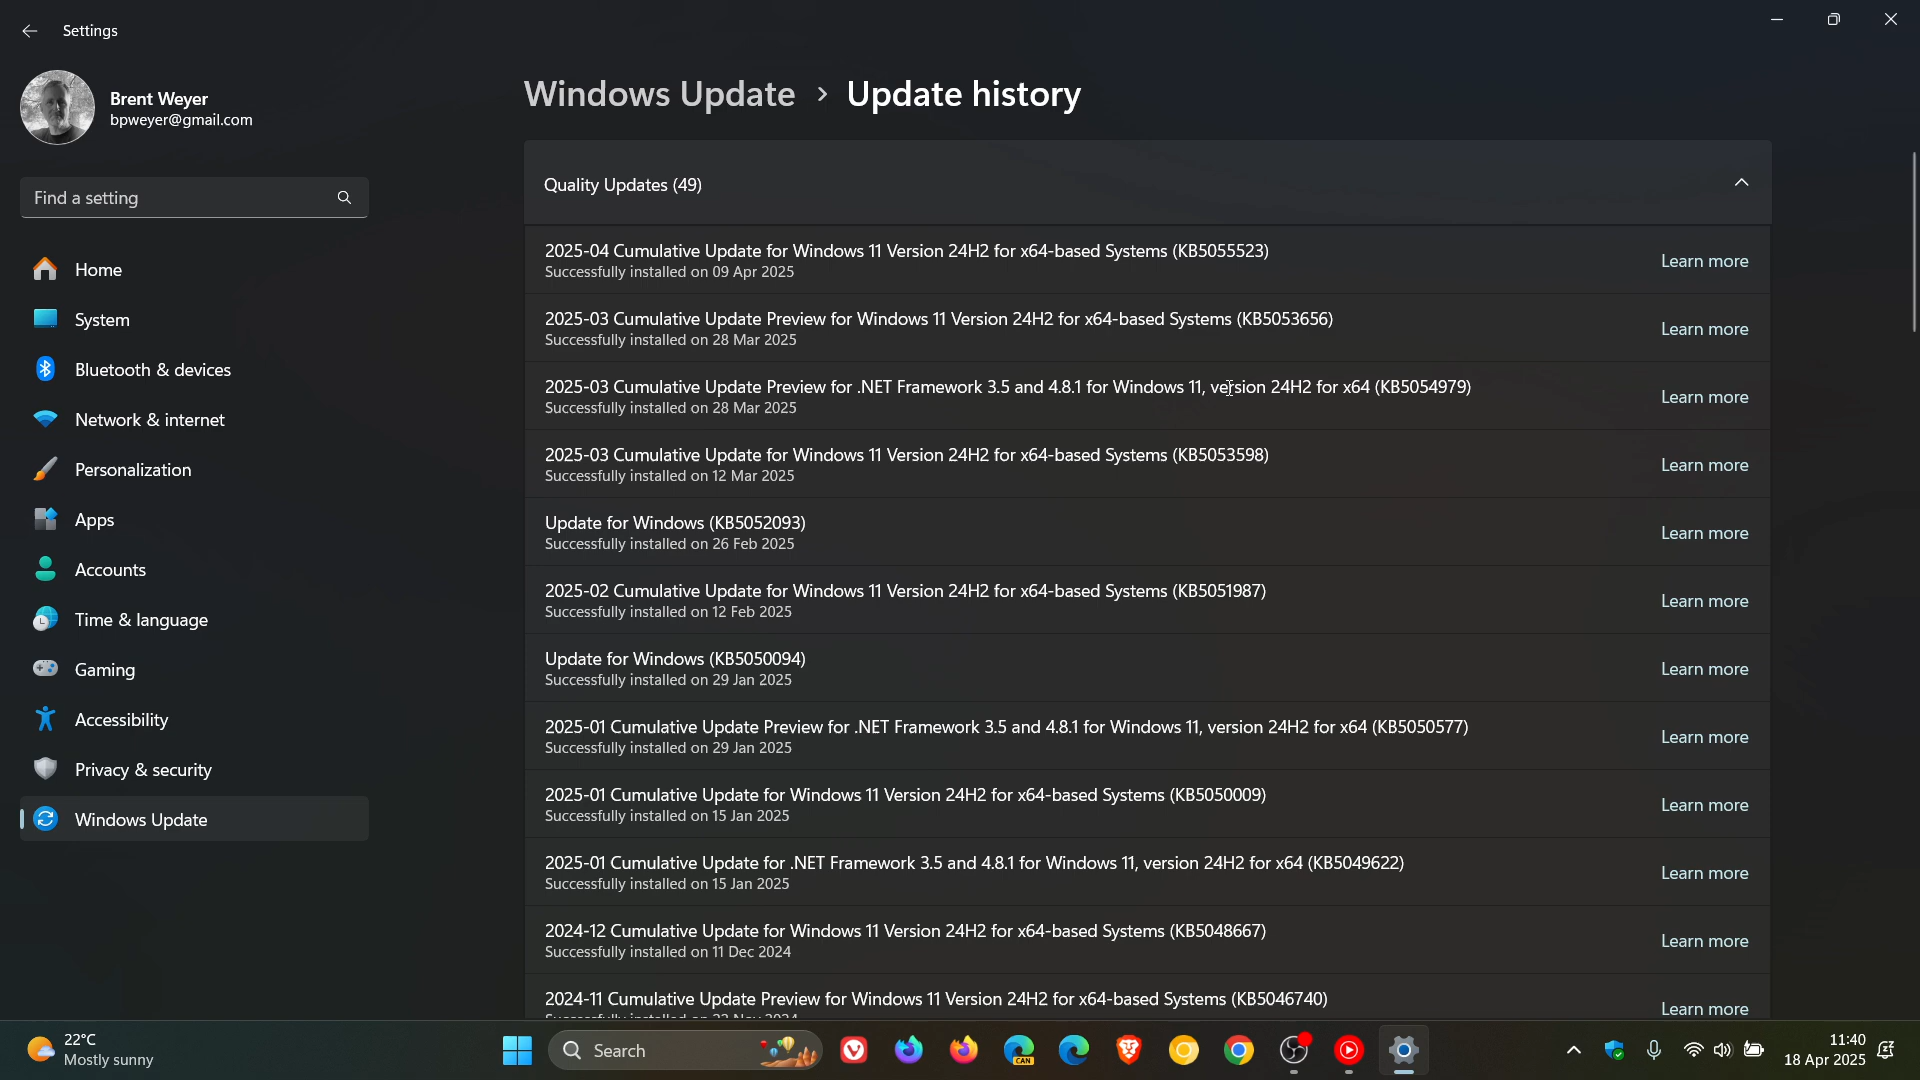 Settings
Brent Weyer
bpweyer@gmail.com
Find a setting
Home
System
Bluetooth & devices
Network & internet
Personalization
Apps
Accounts
Time & language
Gaming
Accessibility
Privacy & security
Windows Update
Windows Update > Update history
Quality Updates (49)
2025-04 Cumulative Update for Windows 11 Version 24H2 for x64-based Systems (KB5055523)
Successfully installed on 09 Apr 2025
Learn more
2025-03 Cumulative Update Preview for Windows 11 Version 24H2 for x64-based Systems (KB5053656)
Successfully installed on 28 Mar 2025
Learn more
2025-03 Cumulative Update Preview for .NET Framework 3.5 and 4.8.1 for Windows 11, version 24H2 for x64 (KB5054979)
Successfully installed on 28 Mar 2025
Learn more
2025-03 Cumulative Update for Windows 11 Version 24H2 for x64-based Systems (KB5053598)
Successfully installed on 12 Mar 2025
Learn more
Update for Windows (KB5052093)
Successfully installed on 26 Feb 2025
Learn more
2025-02 Cumulative Update for Windows 11 Version 24H2 for x64-based Systems (KB5051987)
Successfully installed on 12 Feb 2025
Learn more
Update for Windows (KB5050094)
Successfully installed on 29 Jan 2025
Learn more
2025-01 Cumulative Update Preview for .NET Framework 3.5 and 4.8.1 for Windows 11, version 24H2 for x64 (KB5050577)
Successfully installed on 29 Jan 2025
Learn more
2025-01 Cumulative Update for Windows 11 Version 24H2 for x64-based Systems (KB5050009)
Successfully installed on 15 Jan 2025
Learn more
2025-01 Cumulative Update for .NET Framework 3.5 and 4.8.1 for Windows 11, version 24H2 for x64 (KB5049622)
Successfully installed on 15 Jan 2025
Learn more
2024-12 Cumulative Update for Windows 11 Version 24H2 for x64-based Systems (KB5048667)
Successfully installed on 11 Dec 2024
Learn more
2024-11 Cumulative Update Preview for Windows 11 Version 24H2 for x64-based Systems (KB5046740)
Learn more
22°C
Mostly sunny
Search
CAN
11:40
18 Apr 2025